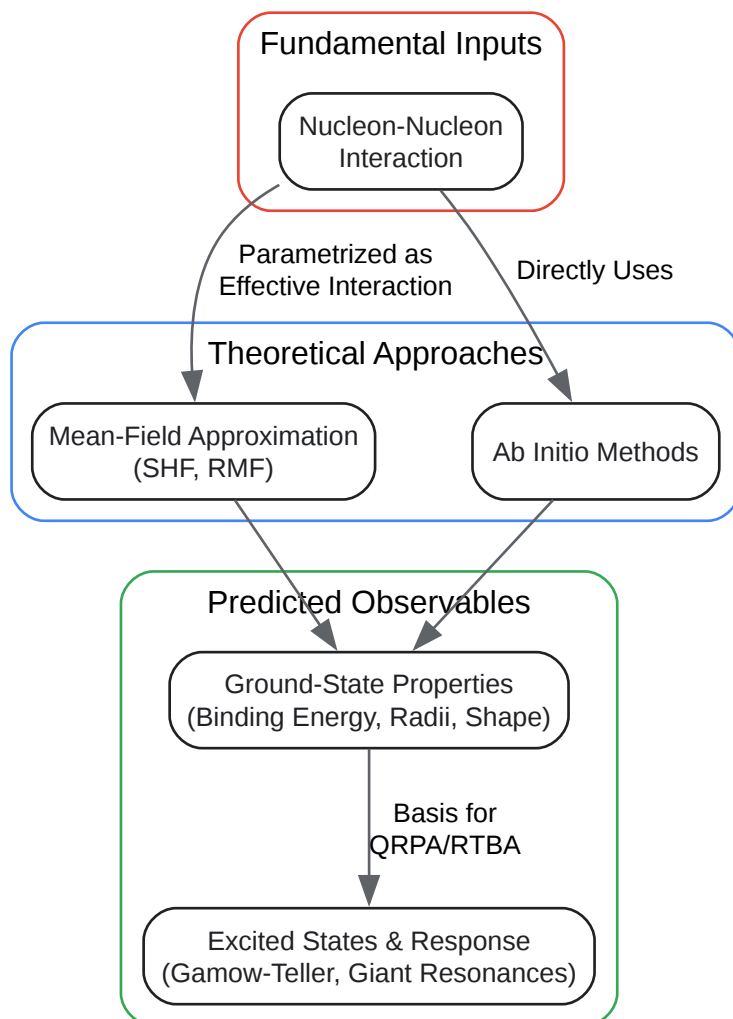 Fundamental Inputs
Nucleon-Nucleon
Interaction
Parametrized as
Effective Interaction
Directly Uses
Theoretical Approaches
Mean-Field Approximation
(SHF, RMF)
Ab Initio Methods
Predicted Observables
Ground-State Properties
(Binding Energy, Radii, Shape)
Basis for
QRPA/RTBA
Excited States & Response
(Gamow-Teller, Giant Resonances)